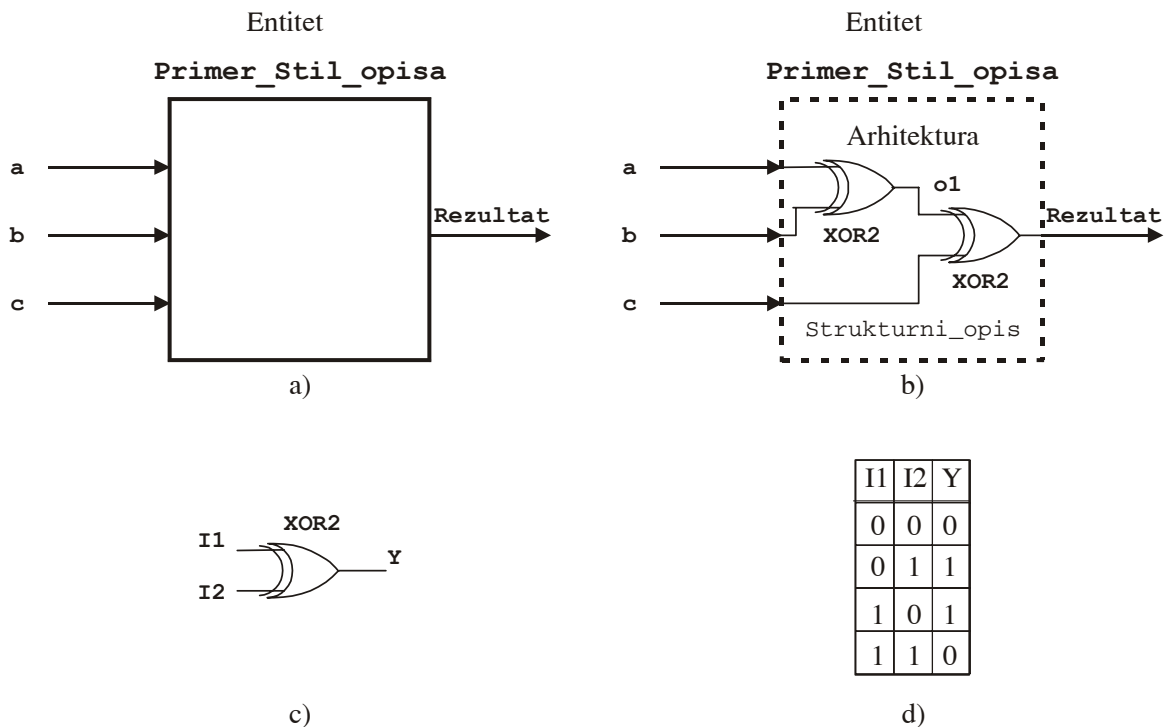 Entitet
Primer_Stil_opisa
a
b
c
Rezultat
a)
Entitet
Primer_Stil_opisa
Arhitektura
a
b
c
o1
XOR2
XOR2
Rezultat
Strukturni_opis
b)
XOR2
I1
I2
Y
c)
I1 I2 Y
0 0 0
0 1 1
1 0 1
1 1 0
d)